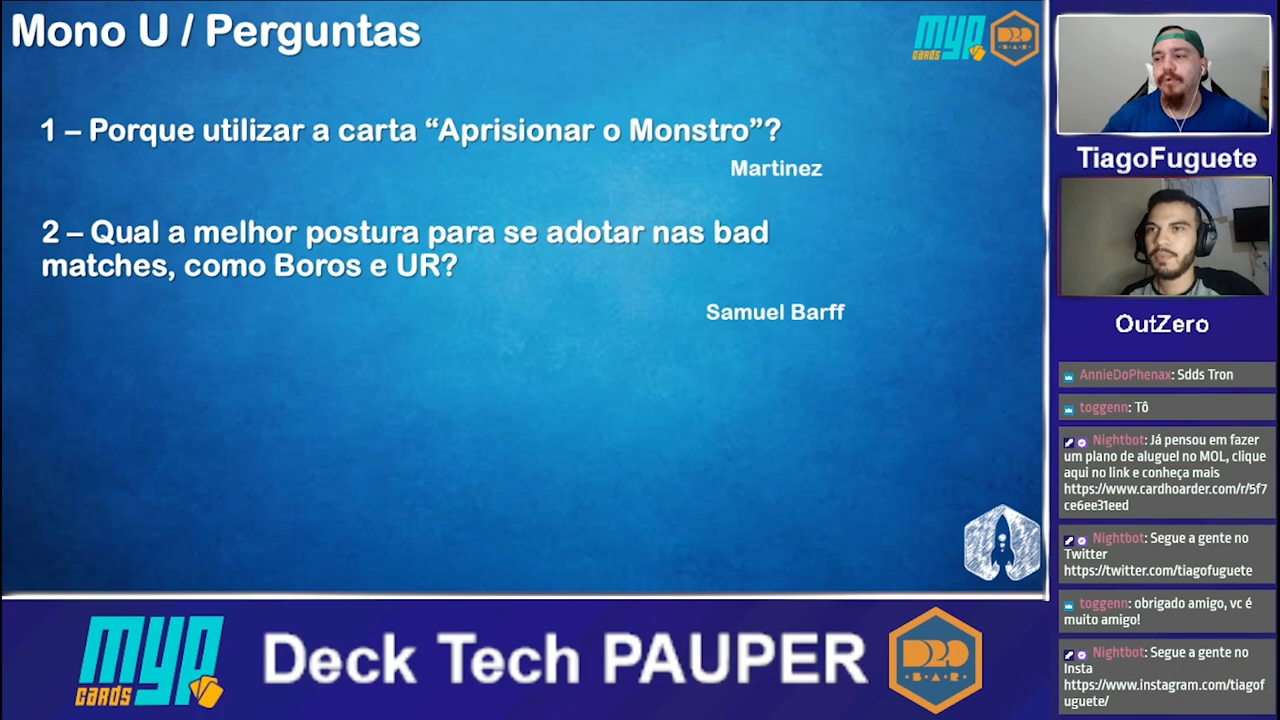 Mono U / Perguntas
myp
CARDS
D20
BAR
1 – Porque utilizar a carta “Aprisionar o Monstro”?
Martinez
2 – Qual a melhor postura para se adotar nas bad
matches, como Boros e UR?
Samuel Barff
TiagoFuguete
OutZero
AnnieDoPhenax: Sdds Tron
toggenn: Tô
Nightbot: Já pensou em fazer
um plano de aluguel no MOL, clique
aqui no link e conheça mais
https://www.cardhoarder.com/r/5f7
ce6ee31eed
Nightbot: Segue a gente no
Twitter
https://twitter.com/tiagofuguete
toggenn: obrigado amigo, vc é
muito amigo!
Nightbot: Segue a gente no
Insta
https://www.instagram.com/tiagof
uguete/
myp
CARDS
Deck Tech PAUPER
D20
BAR